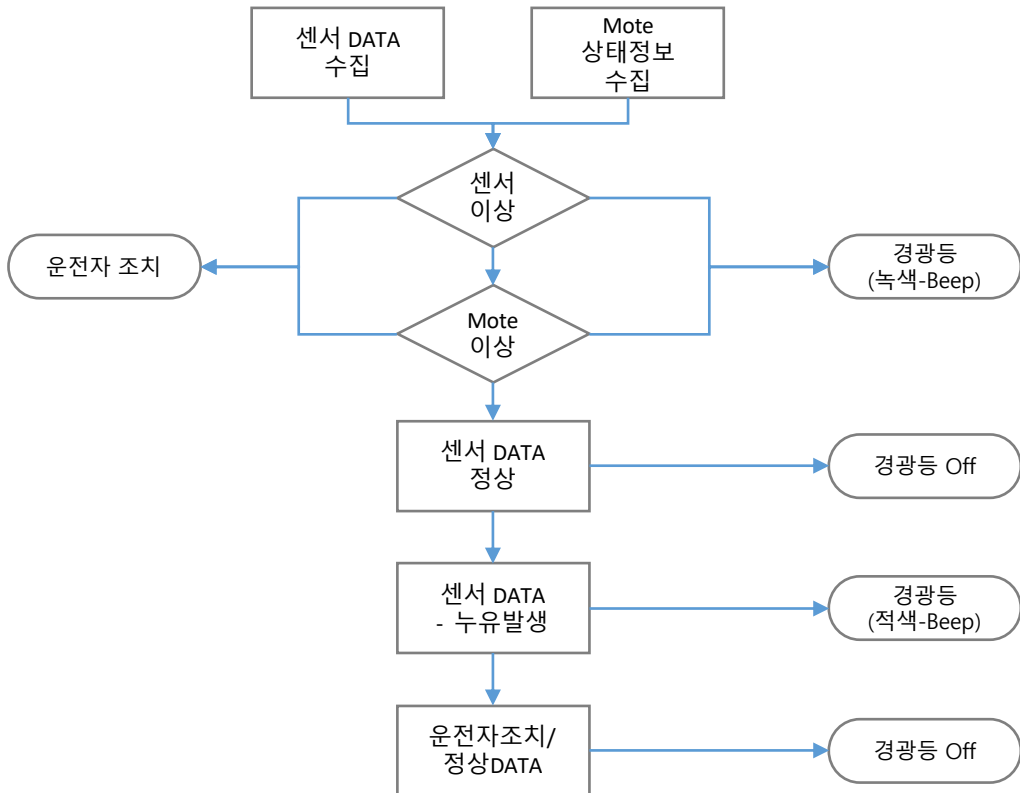 센서 DATA
수집
Mote
상태정보
수집
센서
이상
운전자 조치
경광등
(녹색-Beep)
Mote
이상
센서 DATA
정상
경광등 Off
센서 DATA
- 누유발생
경광등
(적색-Beep)
운전자조치/
정상DATA
경광등 Off